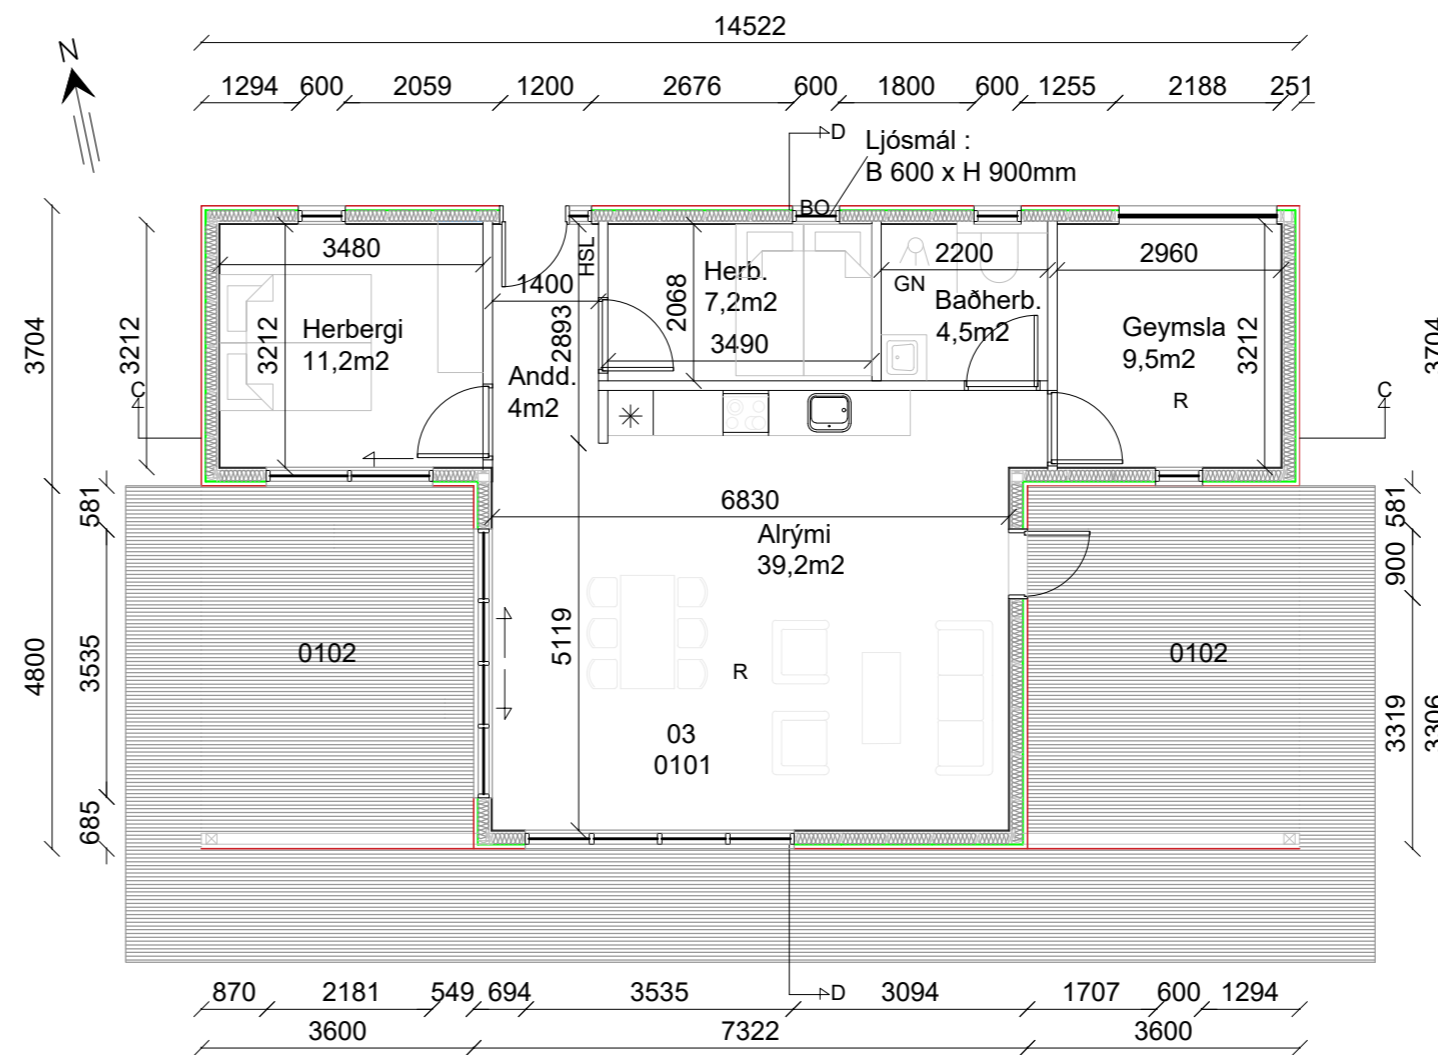 14522
N
1294 600 2059 1200 2676 600 1800 600 1255 2188 251
D
Ljósmál :
B 600 x H 900mm
BO
3704
3212
C
3480
3212
Herbergi
11,2m2
HSL
1400
2893
Andd.
4m2
2068
Herb.
7,2m2
3490
GN
2200
Baðherb.
4,5m2
2960
Geymsla
9,5m2
3212
R
3704
C
581
6830
Alrými
39,2m2
581
900
4800
3535
0102
5119
R
0102
3319
3306
03
0101
685
870 2181 549 694 3535 D 3094 1707 600 1294
3600 7322 3600